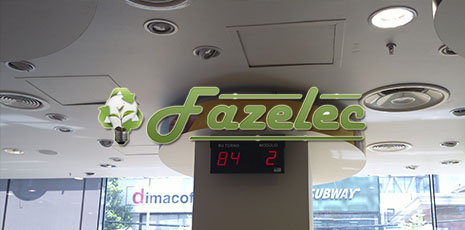 Fazelec
SU TURNO MODULO
84 2
dimacof
SUBWAY